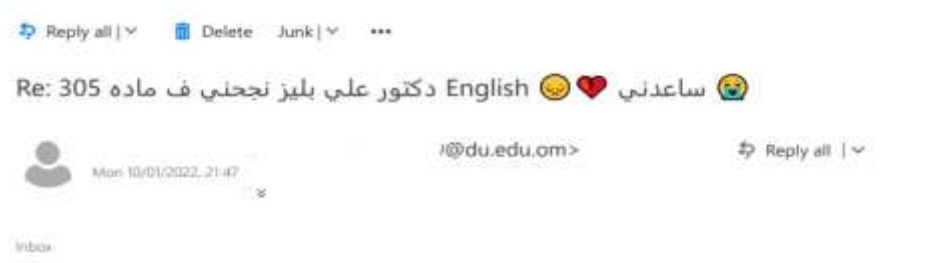 Reply all | Delete Junk | •••
Re: 305 دكتور علي بليز نجحني ف ماده English 😞 💔 ساعدني 😭
@du.edu.om> Reply all |
Mon 10/01/2022, 21:47
Inbox